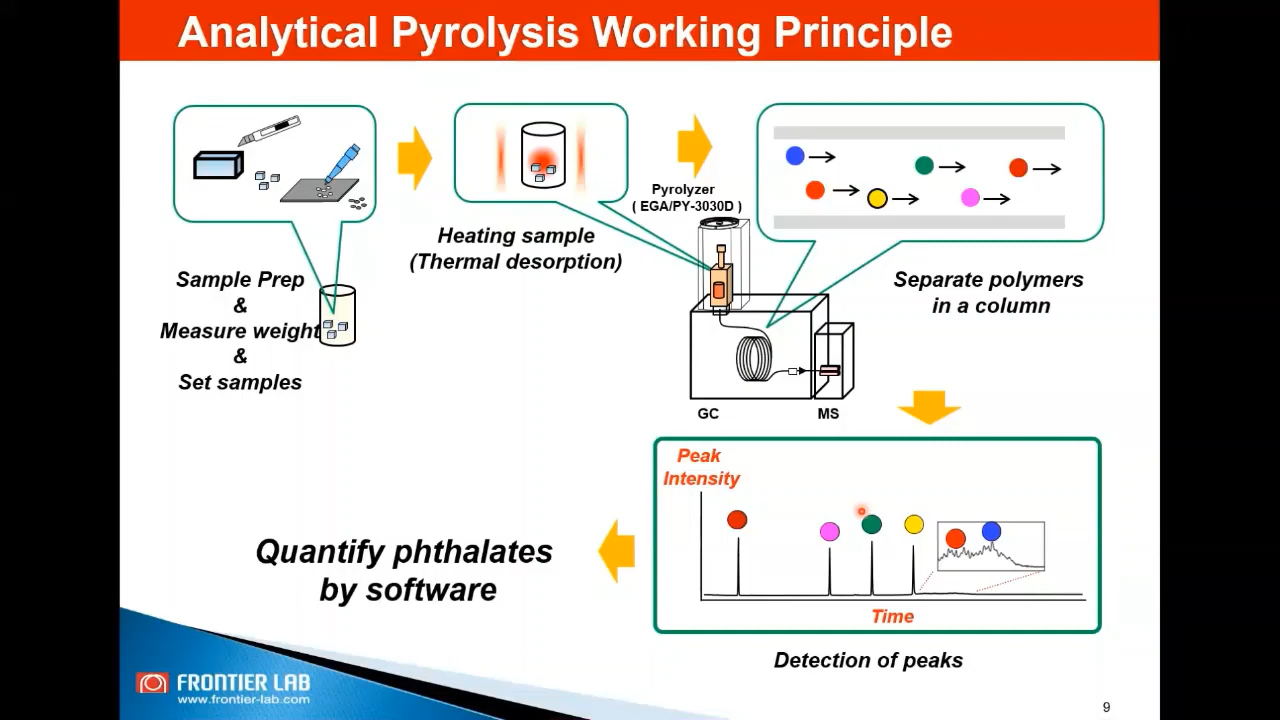 Analytical Pyrolysis Working Principle
Sample Prep
&
Measure weight
&
Set samples
Heating sample
(Thermal desorption)
Pyrolyzer
( EGA/PY-3030D )
GC
MS
Separate polymers
in a column
Peak
Intensity
Time
Detection of peaks
Quantify phthalates
by software
FRONTIER LAB
www.frontier-lab.com
9